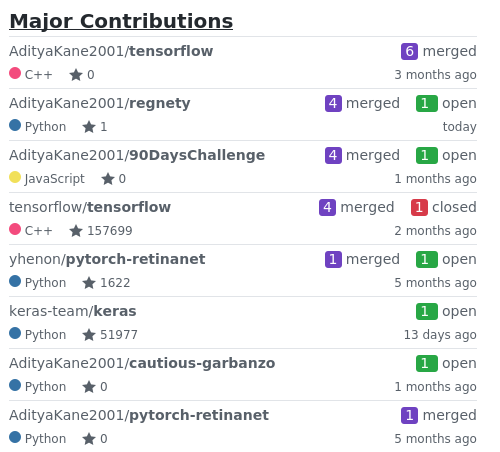 Major Contributions
AdityaKane2001/tensorflow 6 merged
C++ 0 3 months ago
AdityaKane2001/regnety 4 merged 1 open
Python 1 today
AdityaKane2001/90DaysChallenge 4 merged 1 open
JavaScript 0 1 months ago
tensorflow/tensorflow 4 merged 1 closed
C++ 157699 2 months ago
yhenon/pytorch-retinanet 1 merged 1 open
Python 1622 5 months ago
keras-team/keras 1 open
Python 51977 13 days ago
AdityaKane2001/cautious-garbanzo 1 open
Python 0 1 months ago
AdityaKane2001/pytorch-retinanet 1 merged
Python 0 5 months ago